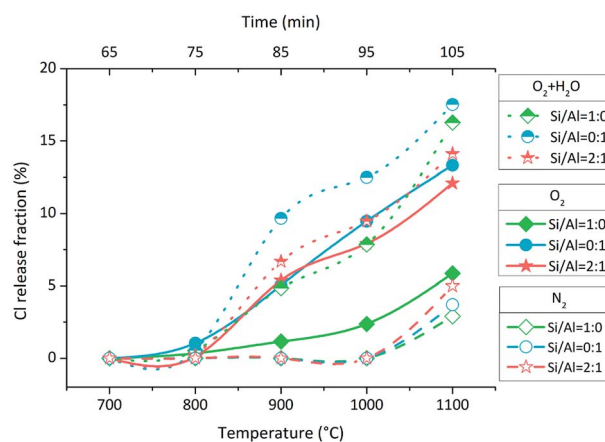 Time (min)
65 75 85 95 105
20
15
10
5
0
Cl release fraction (%)
700 800 900 1000 1100
Temperature (°C)
O₂+H₂O
Si/Al=1:0
Si/Al=0:1
Si/Al=2:1
O₂
Si/Al=1:0
Si/Al=0:1
Si/Al=2:1
N₂
Si/Al=1:0
Si/Al=0:1
Si/Al=2:1